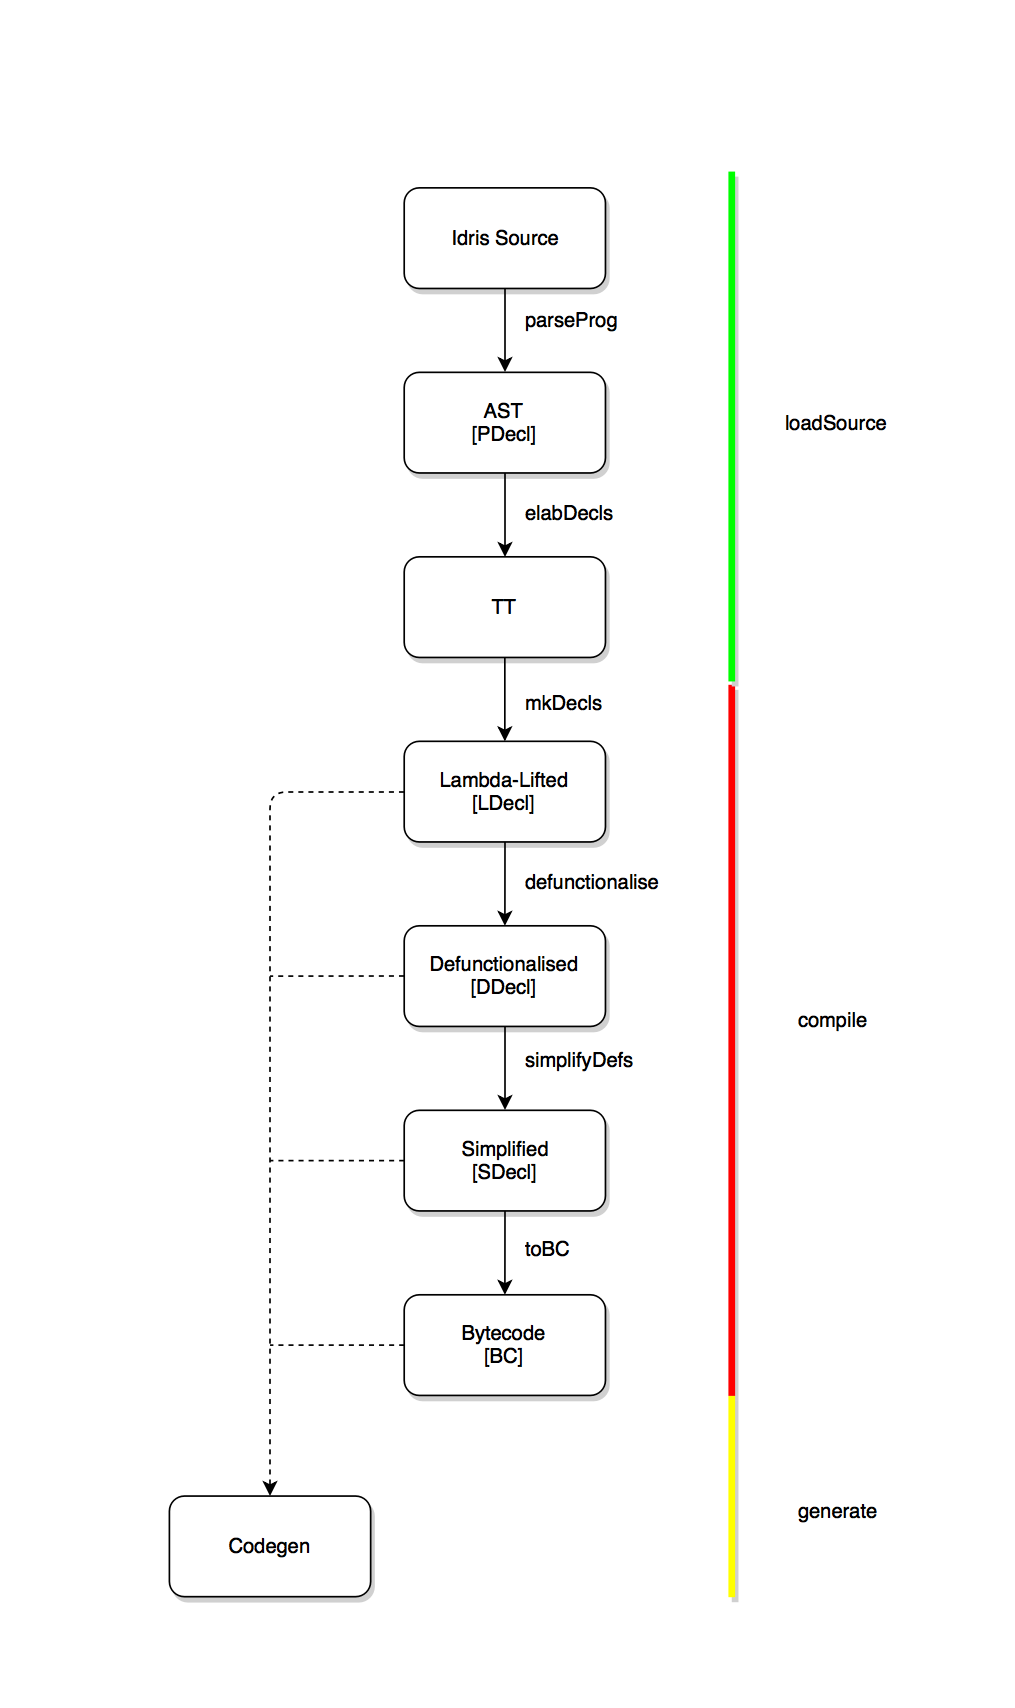 Idris Source
parseProg
AST
[PDecl]
loadSource
elabDecls
TT
mkDecls
Lambda-Lifted
[LDecl]
defunctionalise
Defunctionalised
[DDecl]
compile
simplifyDefs
Simplified
[SDecl]
toBC
Bytecode
[BC]
generate
Codegen